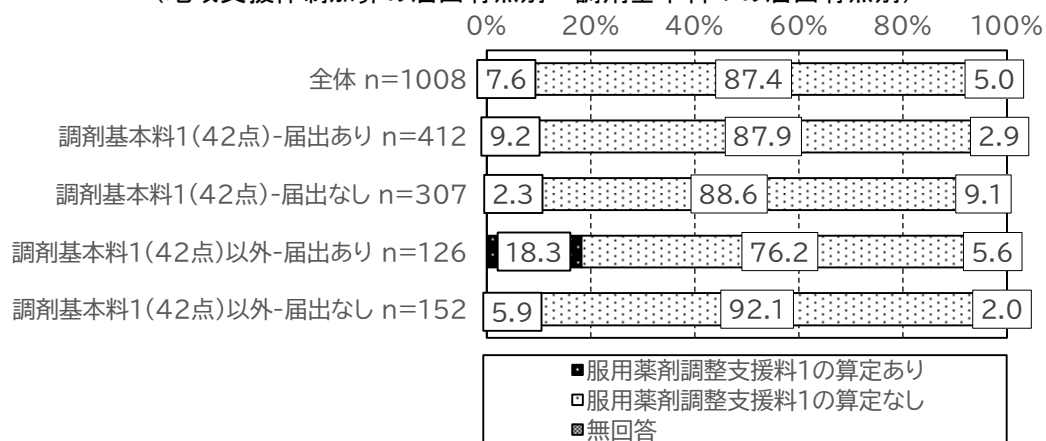 0% 20% 40% 60% 80% 100%
全体 n=1008 7.6 87.4 5.0
調剤基本料1(42点)-届出あり n=412 9.2 87.9 2.9
調剤基本料1(42点)-届出なし n=307 2.3 88.6 9.1
調剤基本料1(42点)以外-届出あり n=126 18.3 76.2 5.6
調剤基本料1(42点)以外-届出なし n=152 5.9 92.1 2.0
服用薬剤調整支援料1の算定あり
服用薬剤調整支援料1の算定なし
無回答